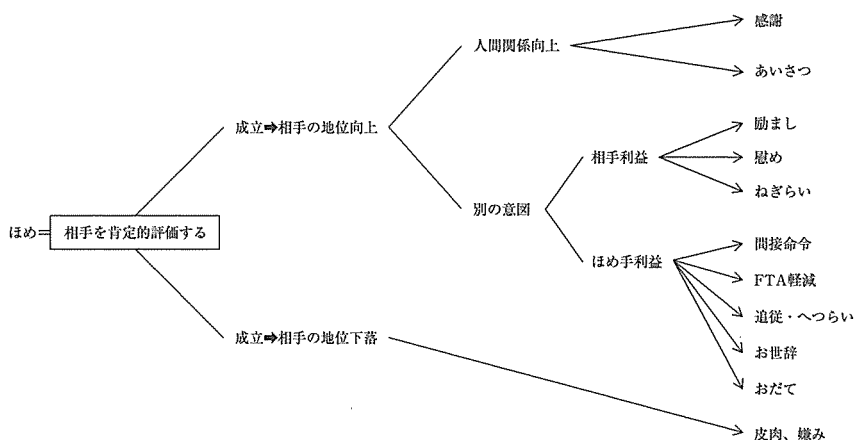 感謝
人間関係向上
あいさつ
成立➡相手の地位向上
励まし
相手利益
慰め
ねぎらい
別の意図
ほめ=相手を肯定的評価する
間接命令
ほめ手利益
FTA軽減
追従・へつらい
成立➡相手の地位下落
お世辞
おだて
皮肉、嫌み